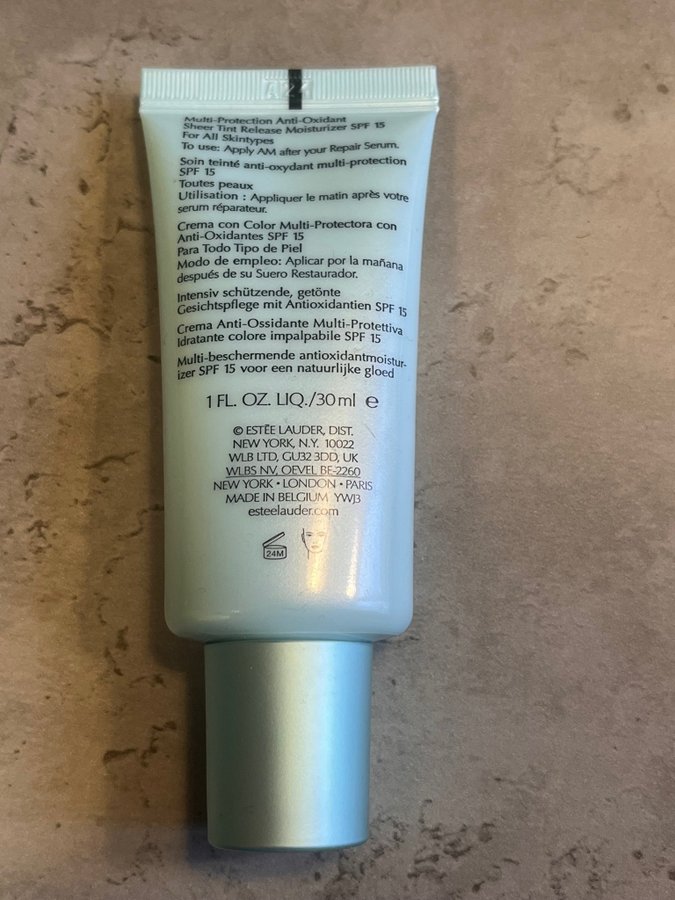 A22
Multi-Protection Anti-Oxidant
Sheer Tint Release Moisturizer SPF 15
For All Skintypes
To use: Apply AM after your Repair Serum.
Soin teinté anti-oxydant multi-protection
SPF 15
Toutes peaux
Utilisation : Appliquer le matin après votre
serum réparateur.
Crema con Color Multi-Protectora con
Anti-Oxidantes SPF 15
Para Todo Tipo de Piel
Modo de empleo: Aplicar por la mañana
después de su Suero Restaurador.
Intensiv schützende, getönte
Gesichtspflege mit Antioxidantien SPF 15
Crema Anti-Ossidante Multi-Protettiva
Idratante colore impalpabile SPF 15
Multi-beschermende antioxidantmoistur-
izer SPF 15 voor een natuurlijke gloed
1 FL. OZ. LIQ./30ml e
© ESTĒE LAUDER, DIST.
NEW YORK, N.Y. 10022
WLB LTD, GU32 3DD, UK
WLBS NV, OEVEL BE-2260
NEW YORK • LONDON • PARIS
MADE IN BELGIUM YWJ3
esteelauder.com
24M